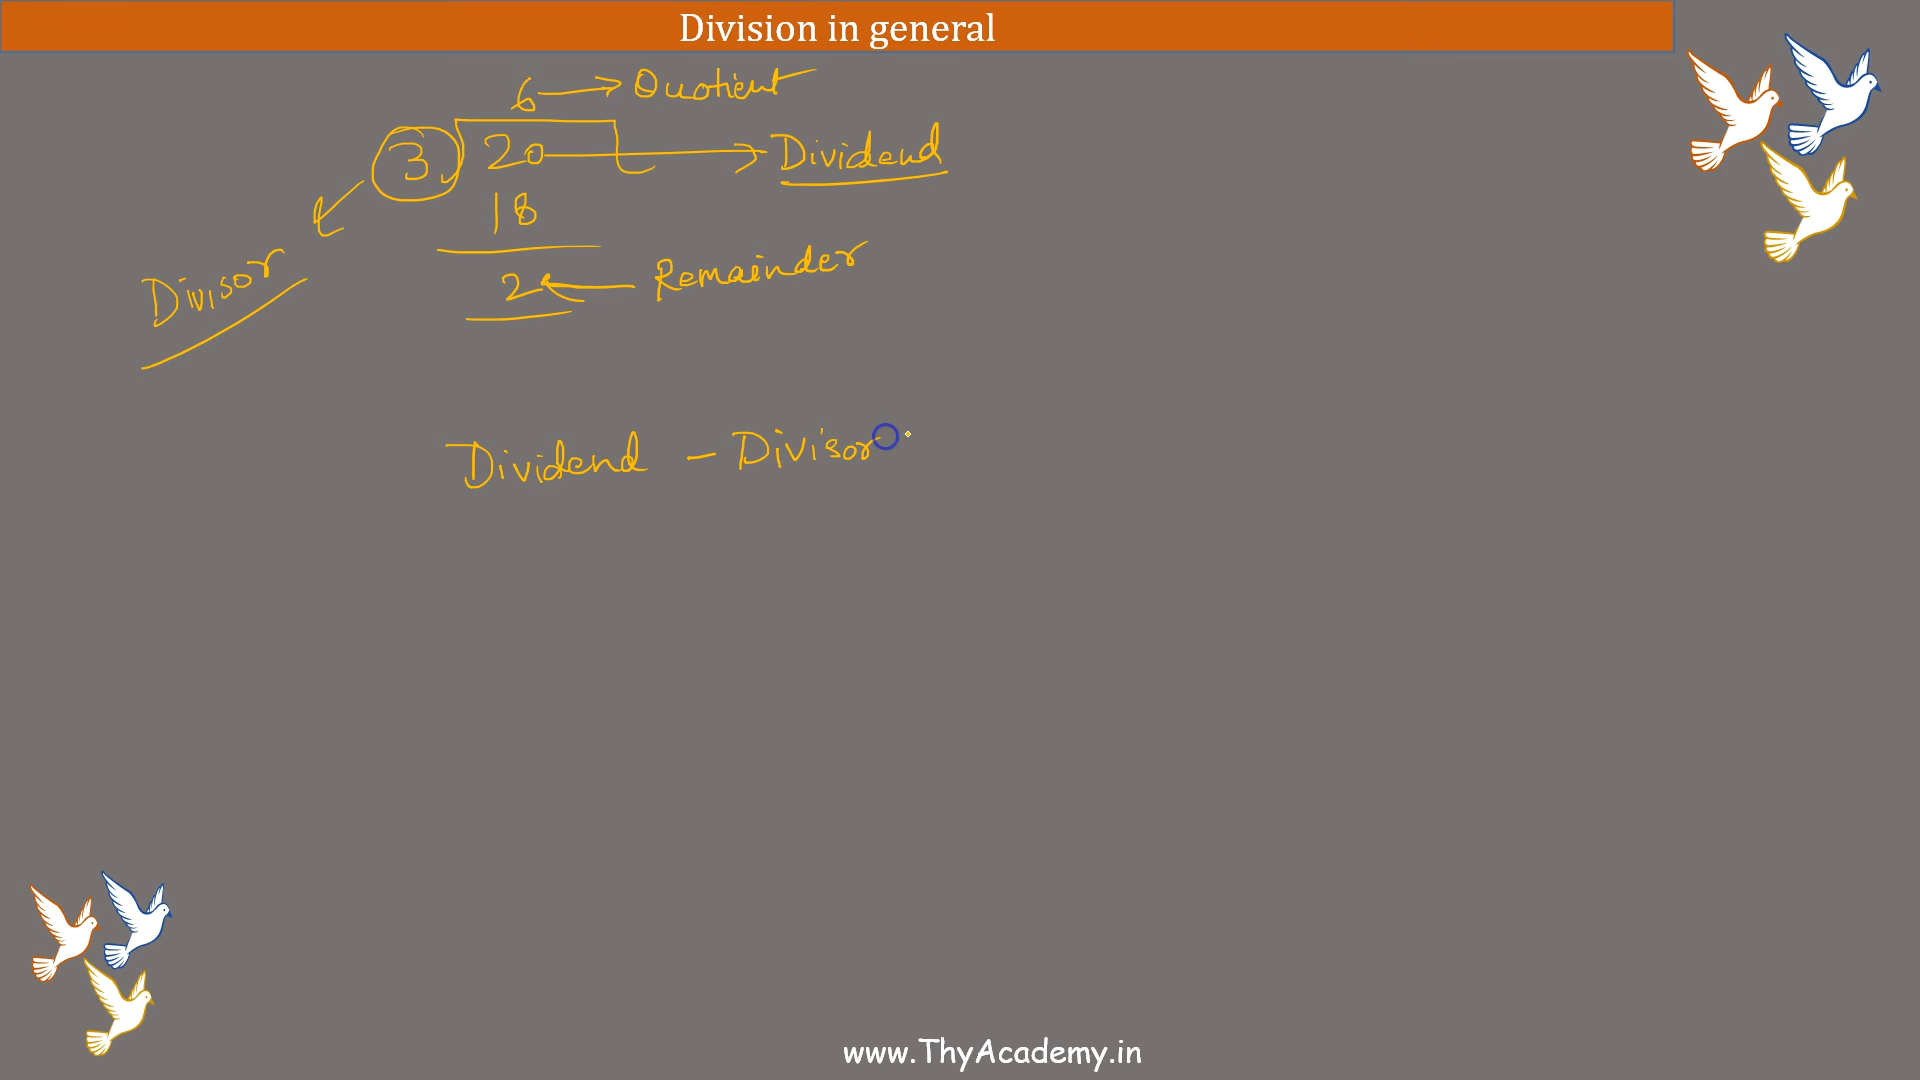 Division in general
6 → Quotient
3 20 → Dividend
18
Divisor
2 ← Remainder
Dividend - Divisor
www.ThyAcademy.in